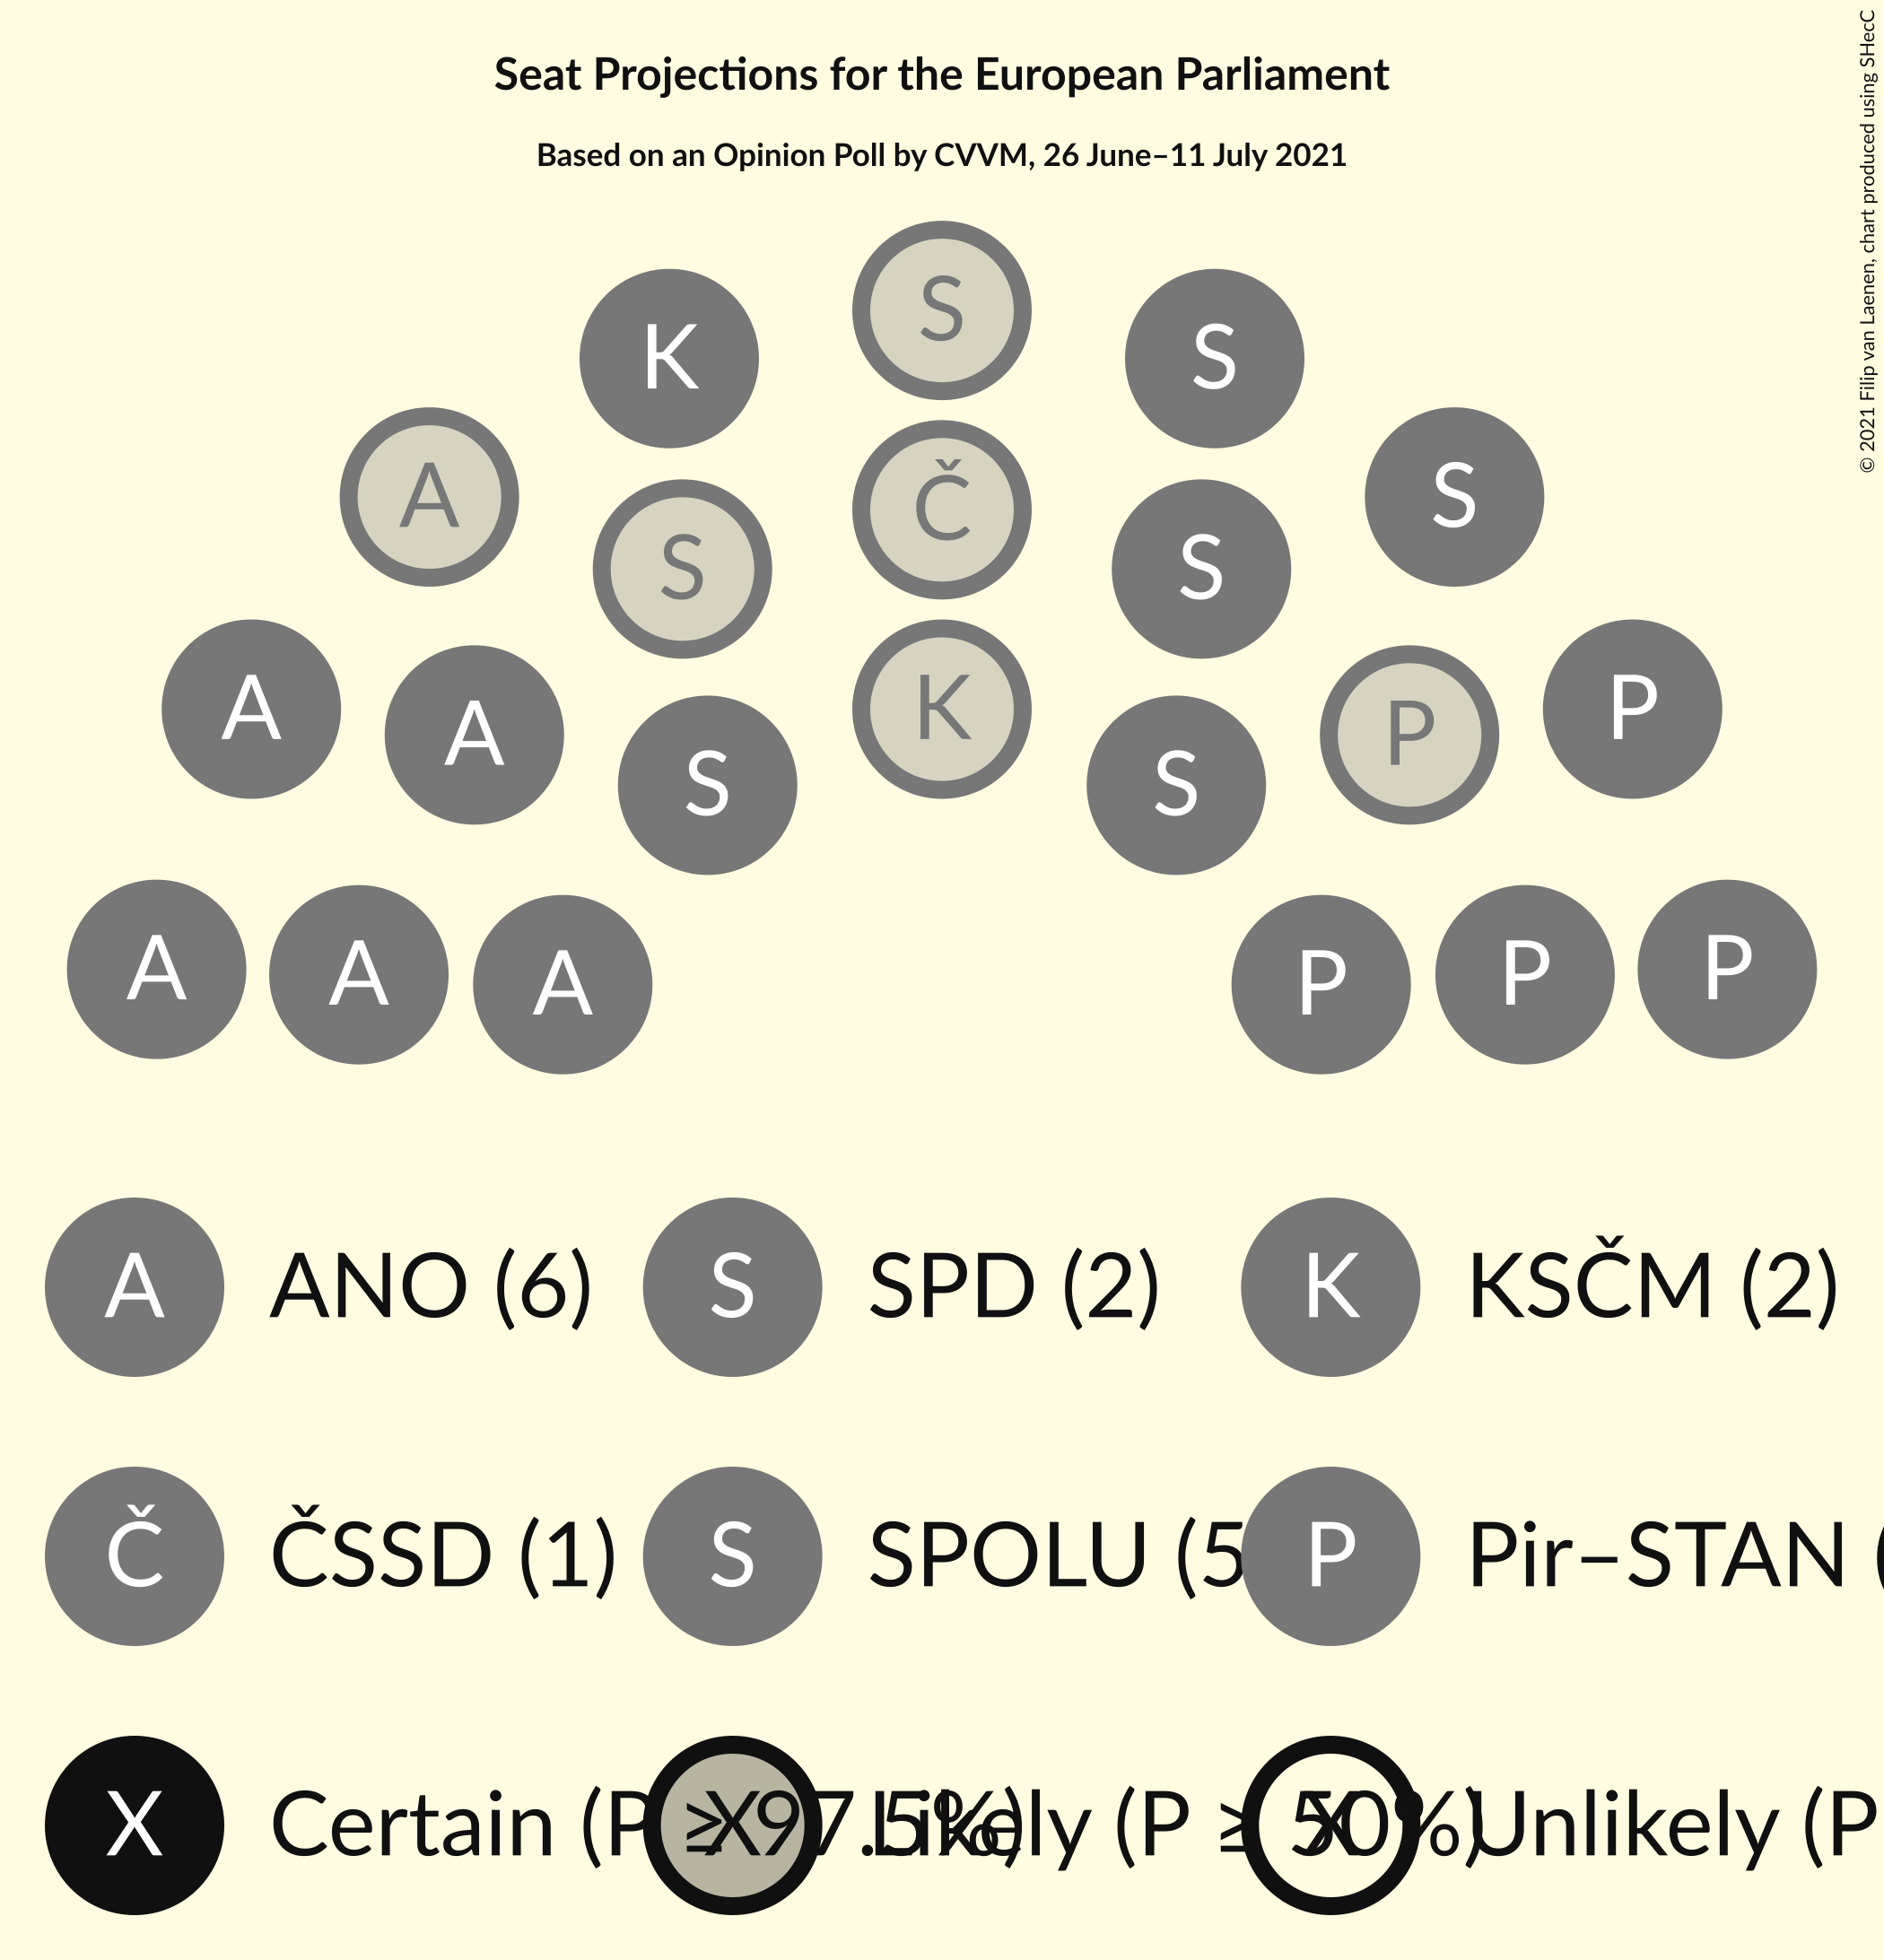 Seat Projections for the European Parliament
Based on an Opinion Poll by CVVM, 26 June–11 July 2021
© 2021 Filip van Laenen, chart produced using SHecC
S
K S
A S
Č
S S
A K P
A P
S S
A A A P P P
A ANO (6) S SPD (2) K KSČM (2)
Č ČSSD (1) S SPOLU (5 P Pir–STAN (
X Certain (P ≥ 97.5%) X Likely (P ≥ 50%) X Unlikely (P